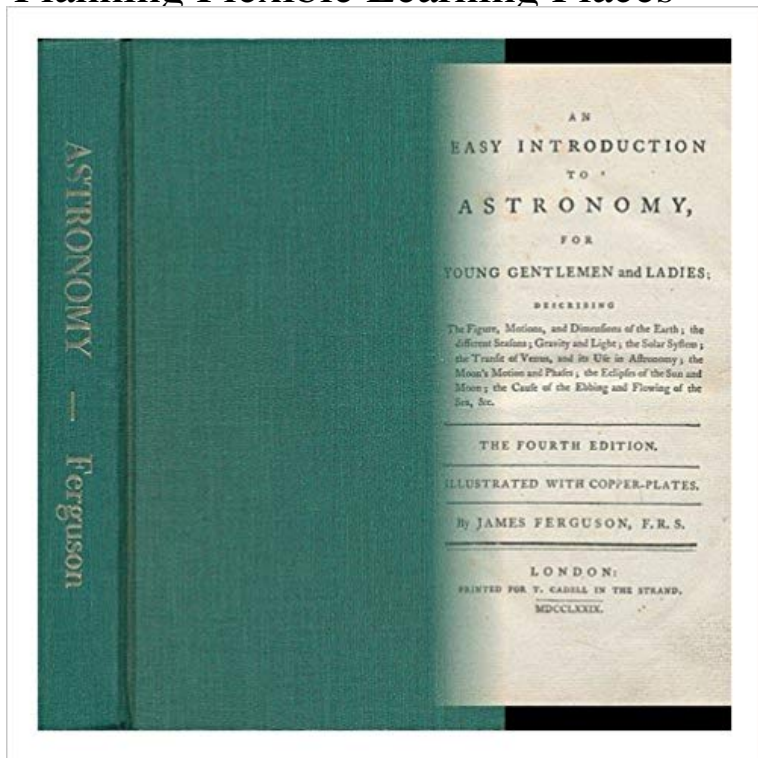 Planning Flexible Learning Places
ASTRONOMY — Ferguson
AN
EASY INTRODUCTION
TO
ASTRONOMY,
FOR
YOUNG GENTLEMEN and LADIES;
DESCRIBING
The Figure, Motions, and Dimensions of the Earth; the
different Seasons; Gravity and Light; the Solar System;
the Transit of Venus, and its Use in Astronomy; the
Moon's Motion and Phases; the Eclipses of the Sun and
Moon; the Cause of the Ebbing and Flowing of the
Sea, &c.
THE FOURTH EDITION.
ILLUSTRATED WITH COPPER-PLATES.
By JAMES FERGUSON, F. R. S.
LONDON:
PRINTED FOR T. CADELL IN THE STRAND.
MDCCLXXIX.